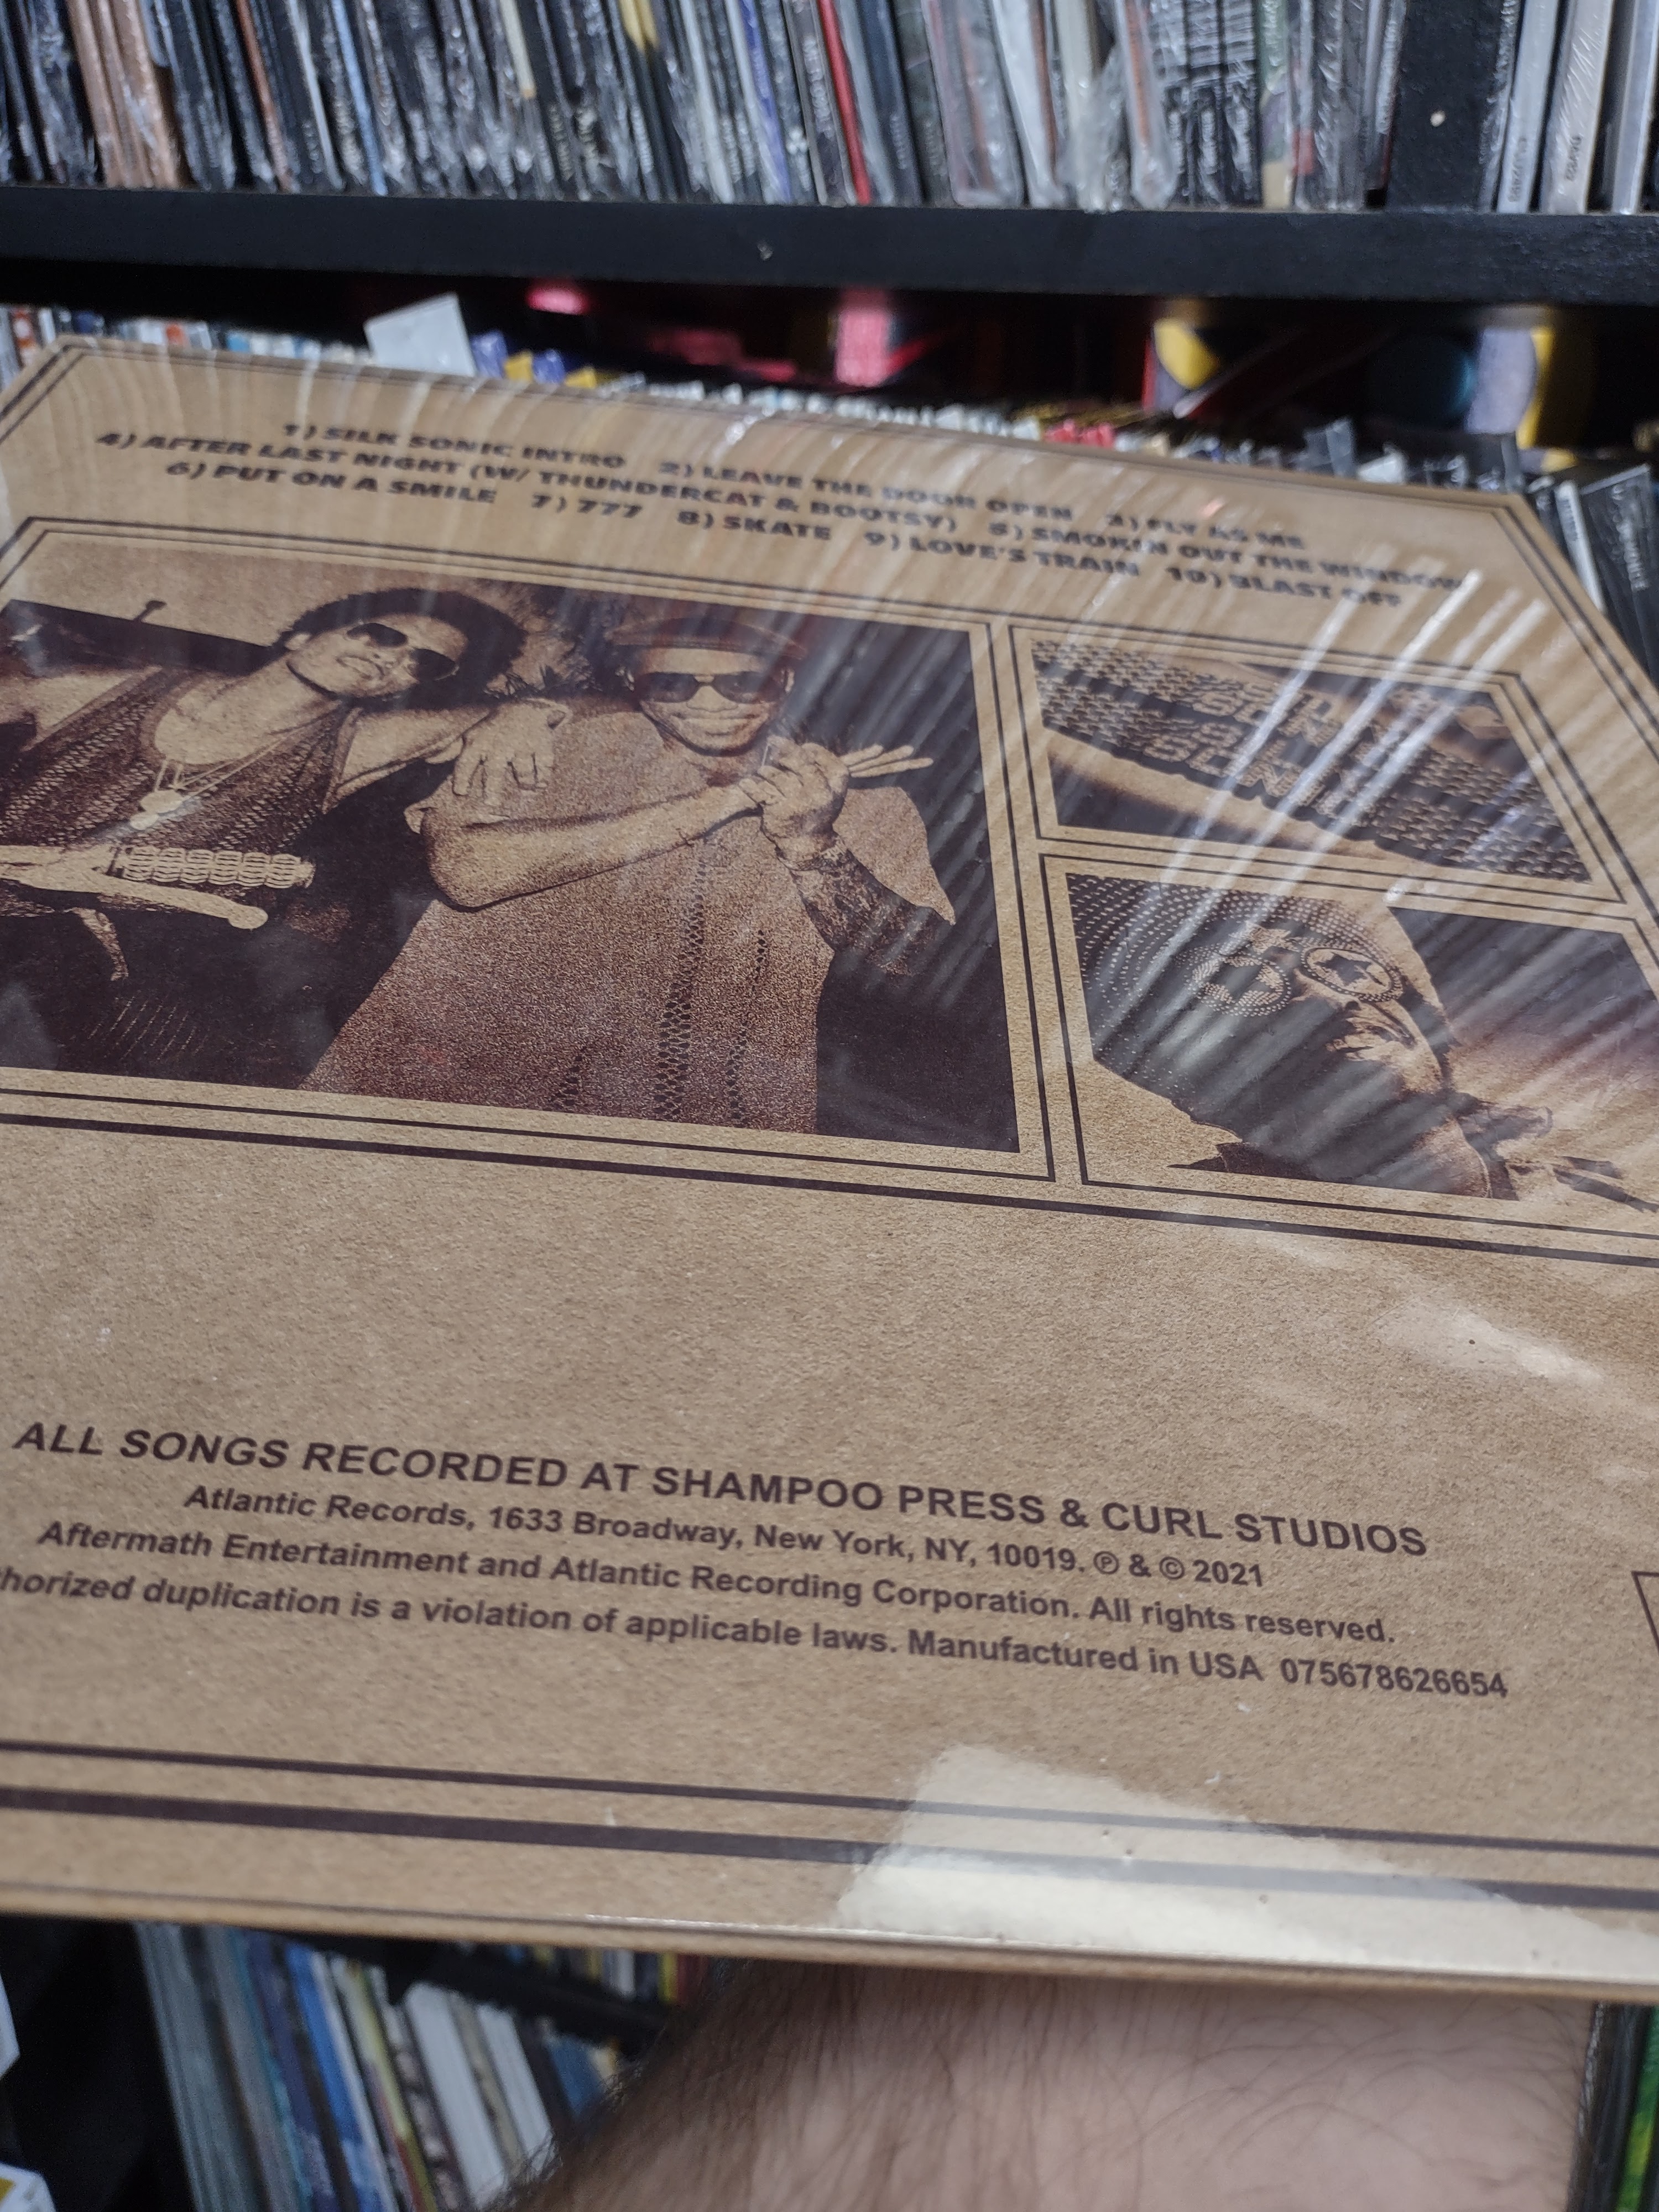 1) SILK SONIC INTRO 2) LEAVE THE DOOR OPEN 3) FLY AS ME
4) AFTER LAST NIGHT (W/ THUNDERCAT & BOOTSY) 5) SMOKIN OUT THE WINDOW
6) PUT ON A SMILE 7) 777 8) SKATE 9) LOVE'S TRAIN 10) BLAST OFF
ALL SONGS RECORDED AT SHAMPOO PRESS & CURL STUDIOS
Atlantic Records, 1633 Broadway, New York, NY, 10019. ℗ & © 2021
Aftermath Entertainment and Atlantic Recording Corporation. All rights reserved.
horized duplication is a violation of applicable laws. Manufactured in USA 075678626654